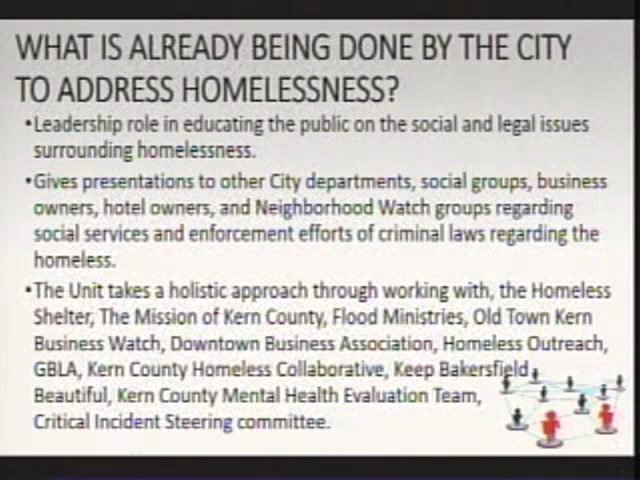 WHAT IS ALREADY BEING DONE BY THE CITY
TO ADDRESS HOMELESSNESS?
•Leadership role in educating the public on the social and legal issues
surrounding homelessness.
•Gives presentations to other City departments, social groups, business
owners, hotel owners, and Neighborhood Watch groups regarding
social services and enforcement efforts of criminal laws regarding the
homeless.
•The Unit takes a holistic approach through working with, the Homeless
Shelter, The Mission of Kern County, Flood Ministries, Old Town Kern
Business Watch, Downtown Business Association, Homeless Outreach,
GBLA, Kern County Homeless Collaborative, Keep Bakersfield
Beautiful, Kern County Mental Health Evaluation Team,
Critical Incident Steering committee.